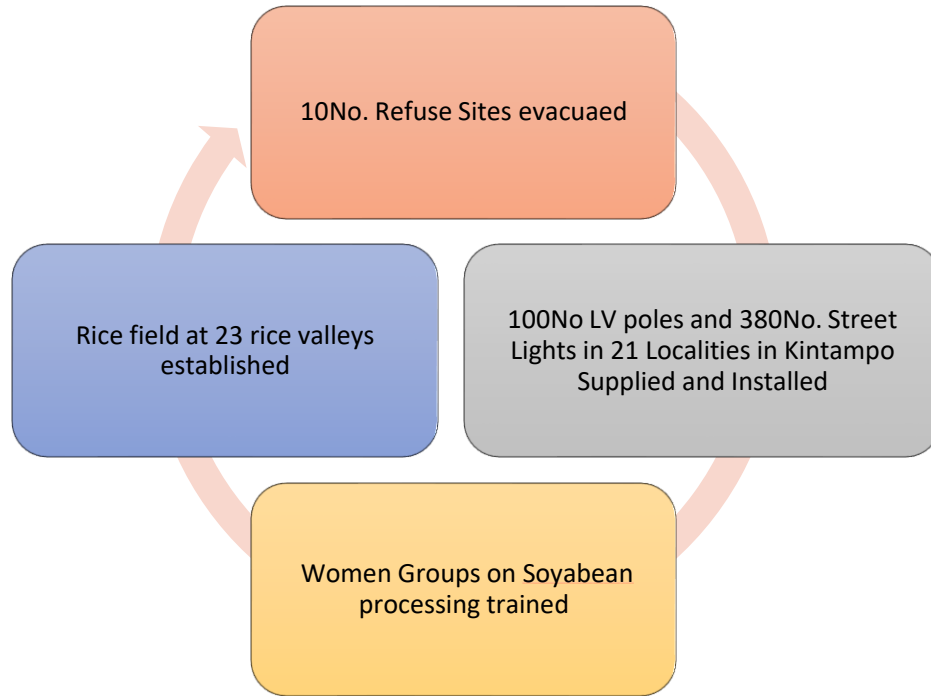 10No. Refuse Sites evacuaed
Rice field at 23 rice valleys
established
100No LV poles and 380No. Street
Lights in 21 Localities in Kintampo
Supplied and Installed
Women Groups on Soyabean
processing trained